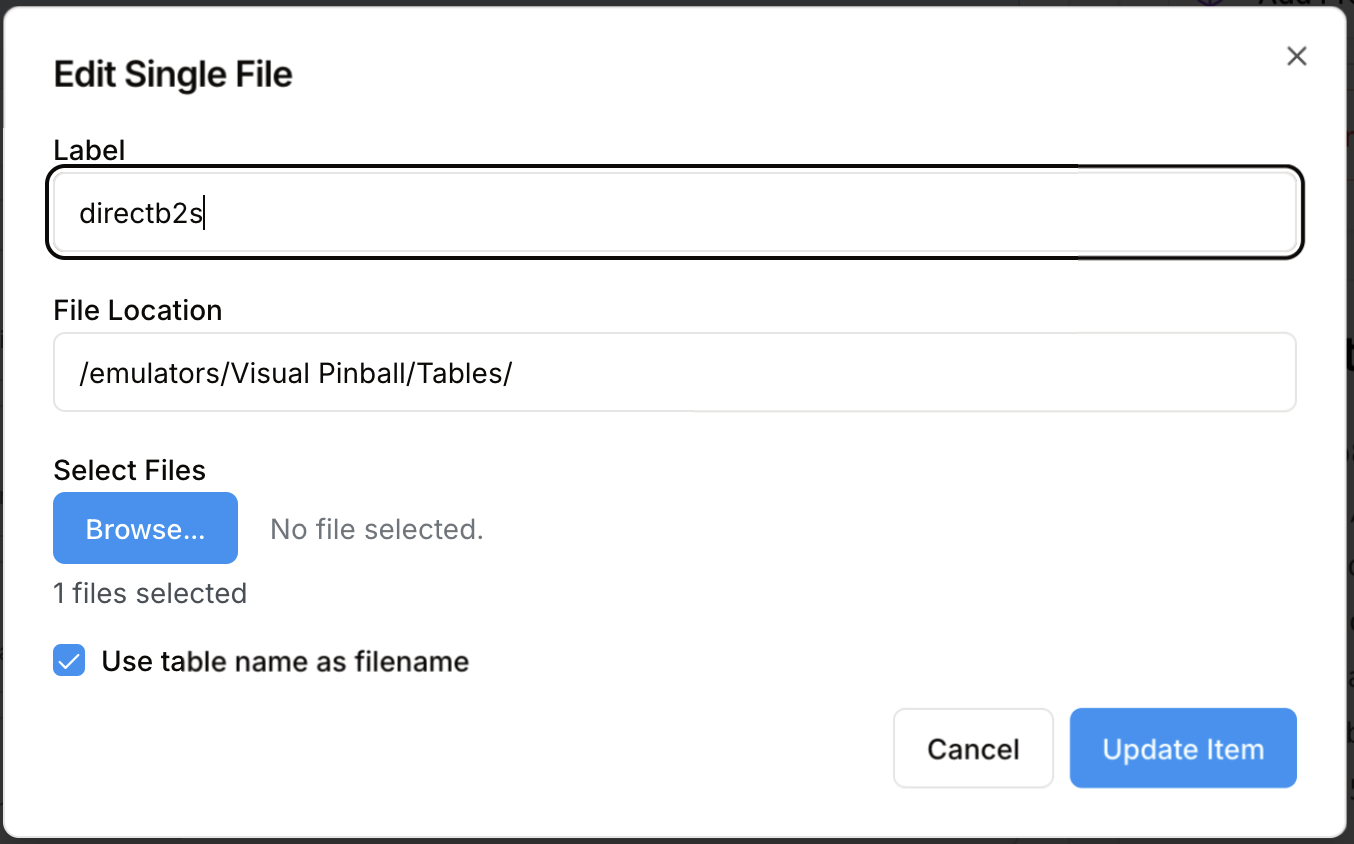 Edit Single File
Label
directb2s
File Location
/emulators/Visual Pinball/Tables/
Select Files
Browse... No file selected.
1 files selected
Use table name as filename
Cancel Update Item